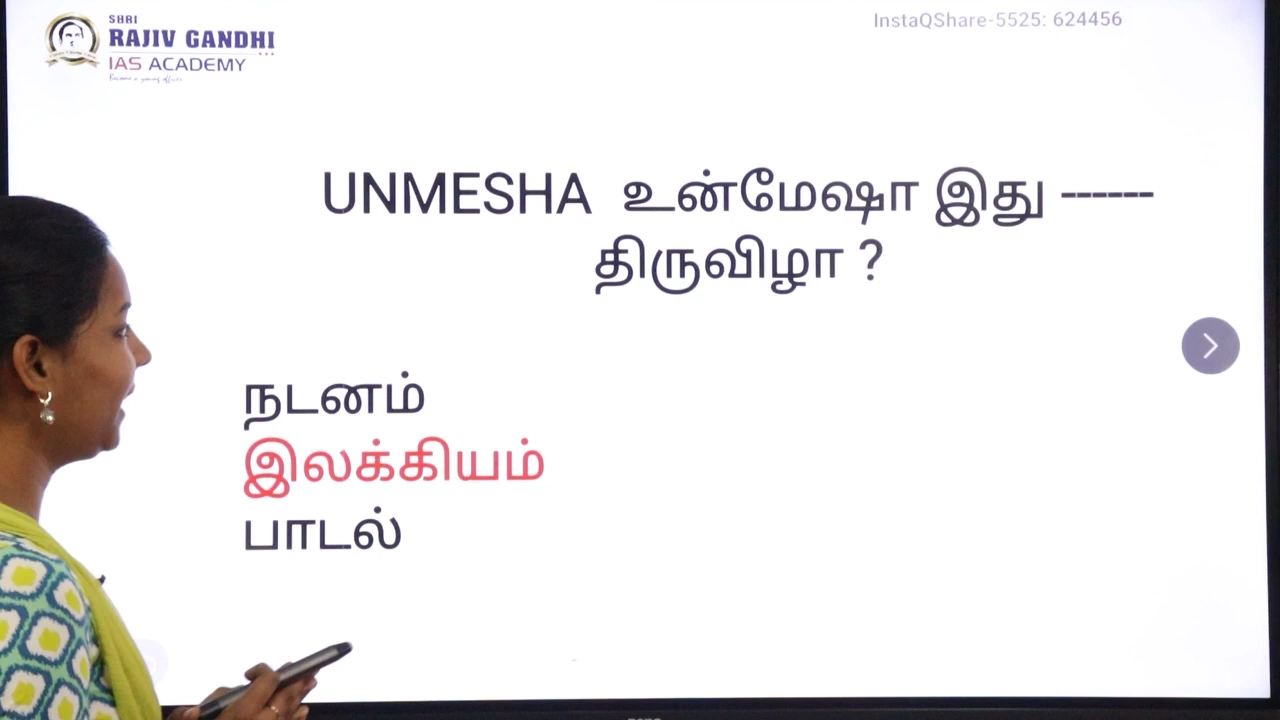 SHRI
RAJIV GANDHI
IAS ACADEMY
InstaQShare-5525: 624456
UNMESHA உன்மேஷா இது ------
திருவிழா ?
நடனம்
இலக்கியம்
பாடல்